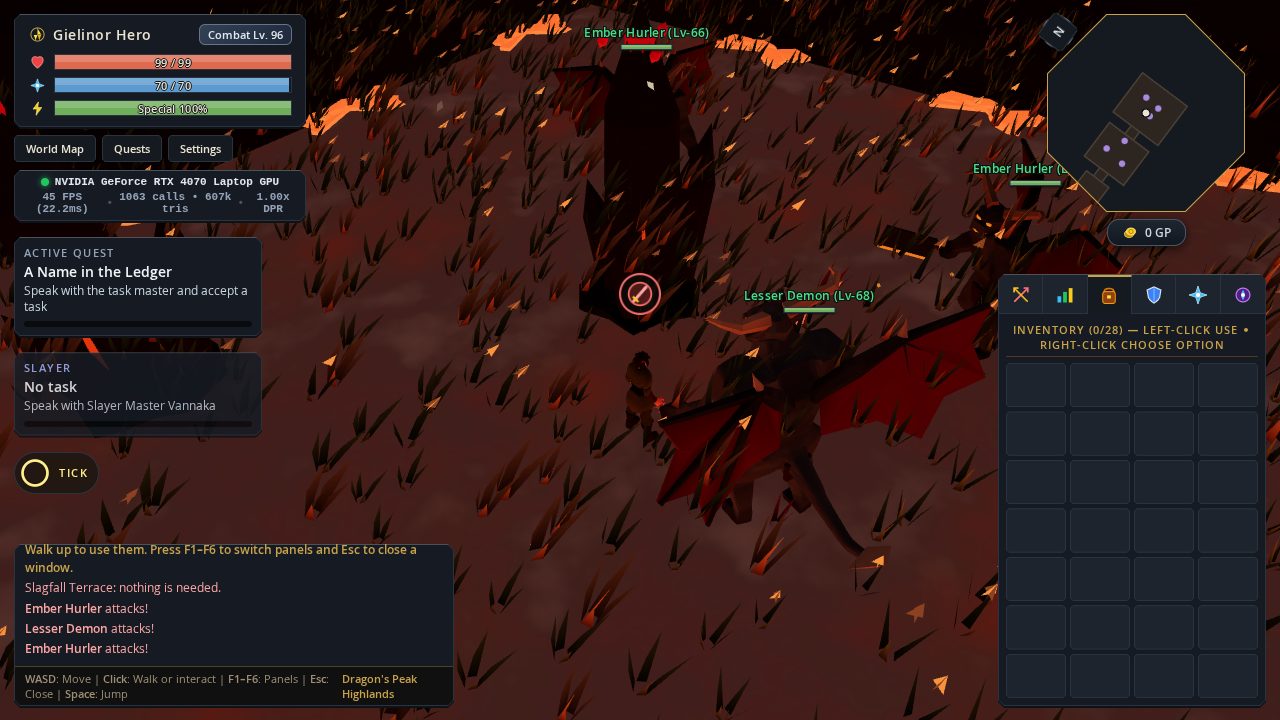 Gielinor Hero
Combat Lv. 96
99 / 99
70 / 70
Special 100%
World Map
Quests
Settings
NVIDIA GeForce RTX 4070 Laptop GPU
45 FPS (22.2ms) • 1063 calls • 607k tris • 1.00x DPR
ACTIVE QUEST
A Name in the Ledger
Speak with the task master and accept a
task
SLAYER
No task
Speak with Slayer Master Vannaka
TICK
Walk up to use them. Press F1–F6 to switch panels and Esc to close a
window.
Slagfall Terrace: nothing is needed.
Ember Hurler attacks!
Lesser Demon attacks!
Ember Hurler attacks!
WASD: Move | Click: Walk or interact | F1–F6: Panels | Esc:
Close | Space: Jump
Dragon's Peak
Highlands
Ember Hurler (Lv-66)
Ember Hurler (L
Lesser Demon (Lv-68)
N
0 GP
INVENTORY (0/28) — LEFT-CLICK USE •
RIGHT-CLICK CHOOSE OPTION